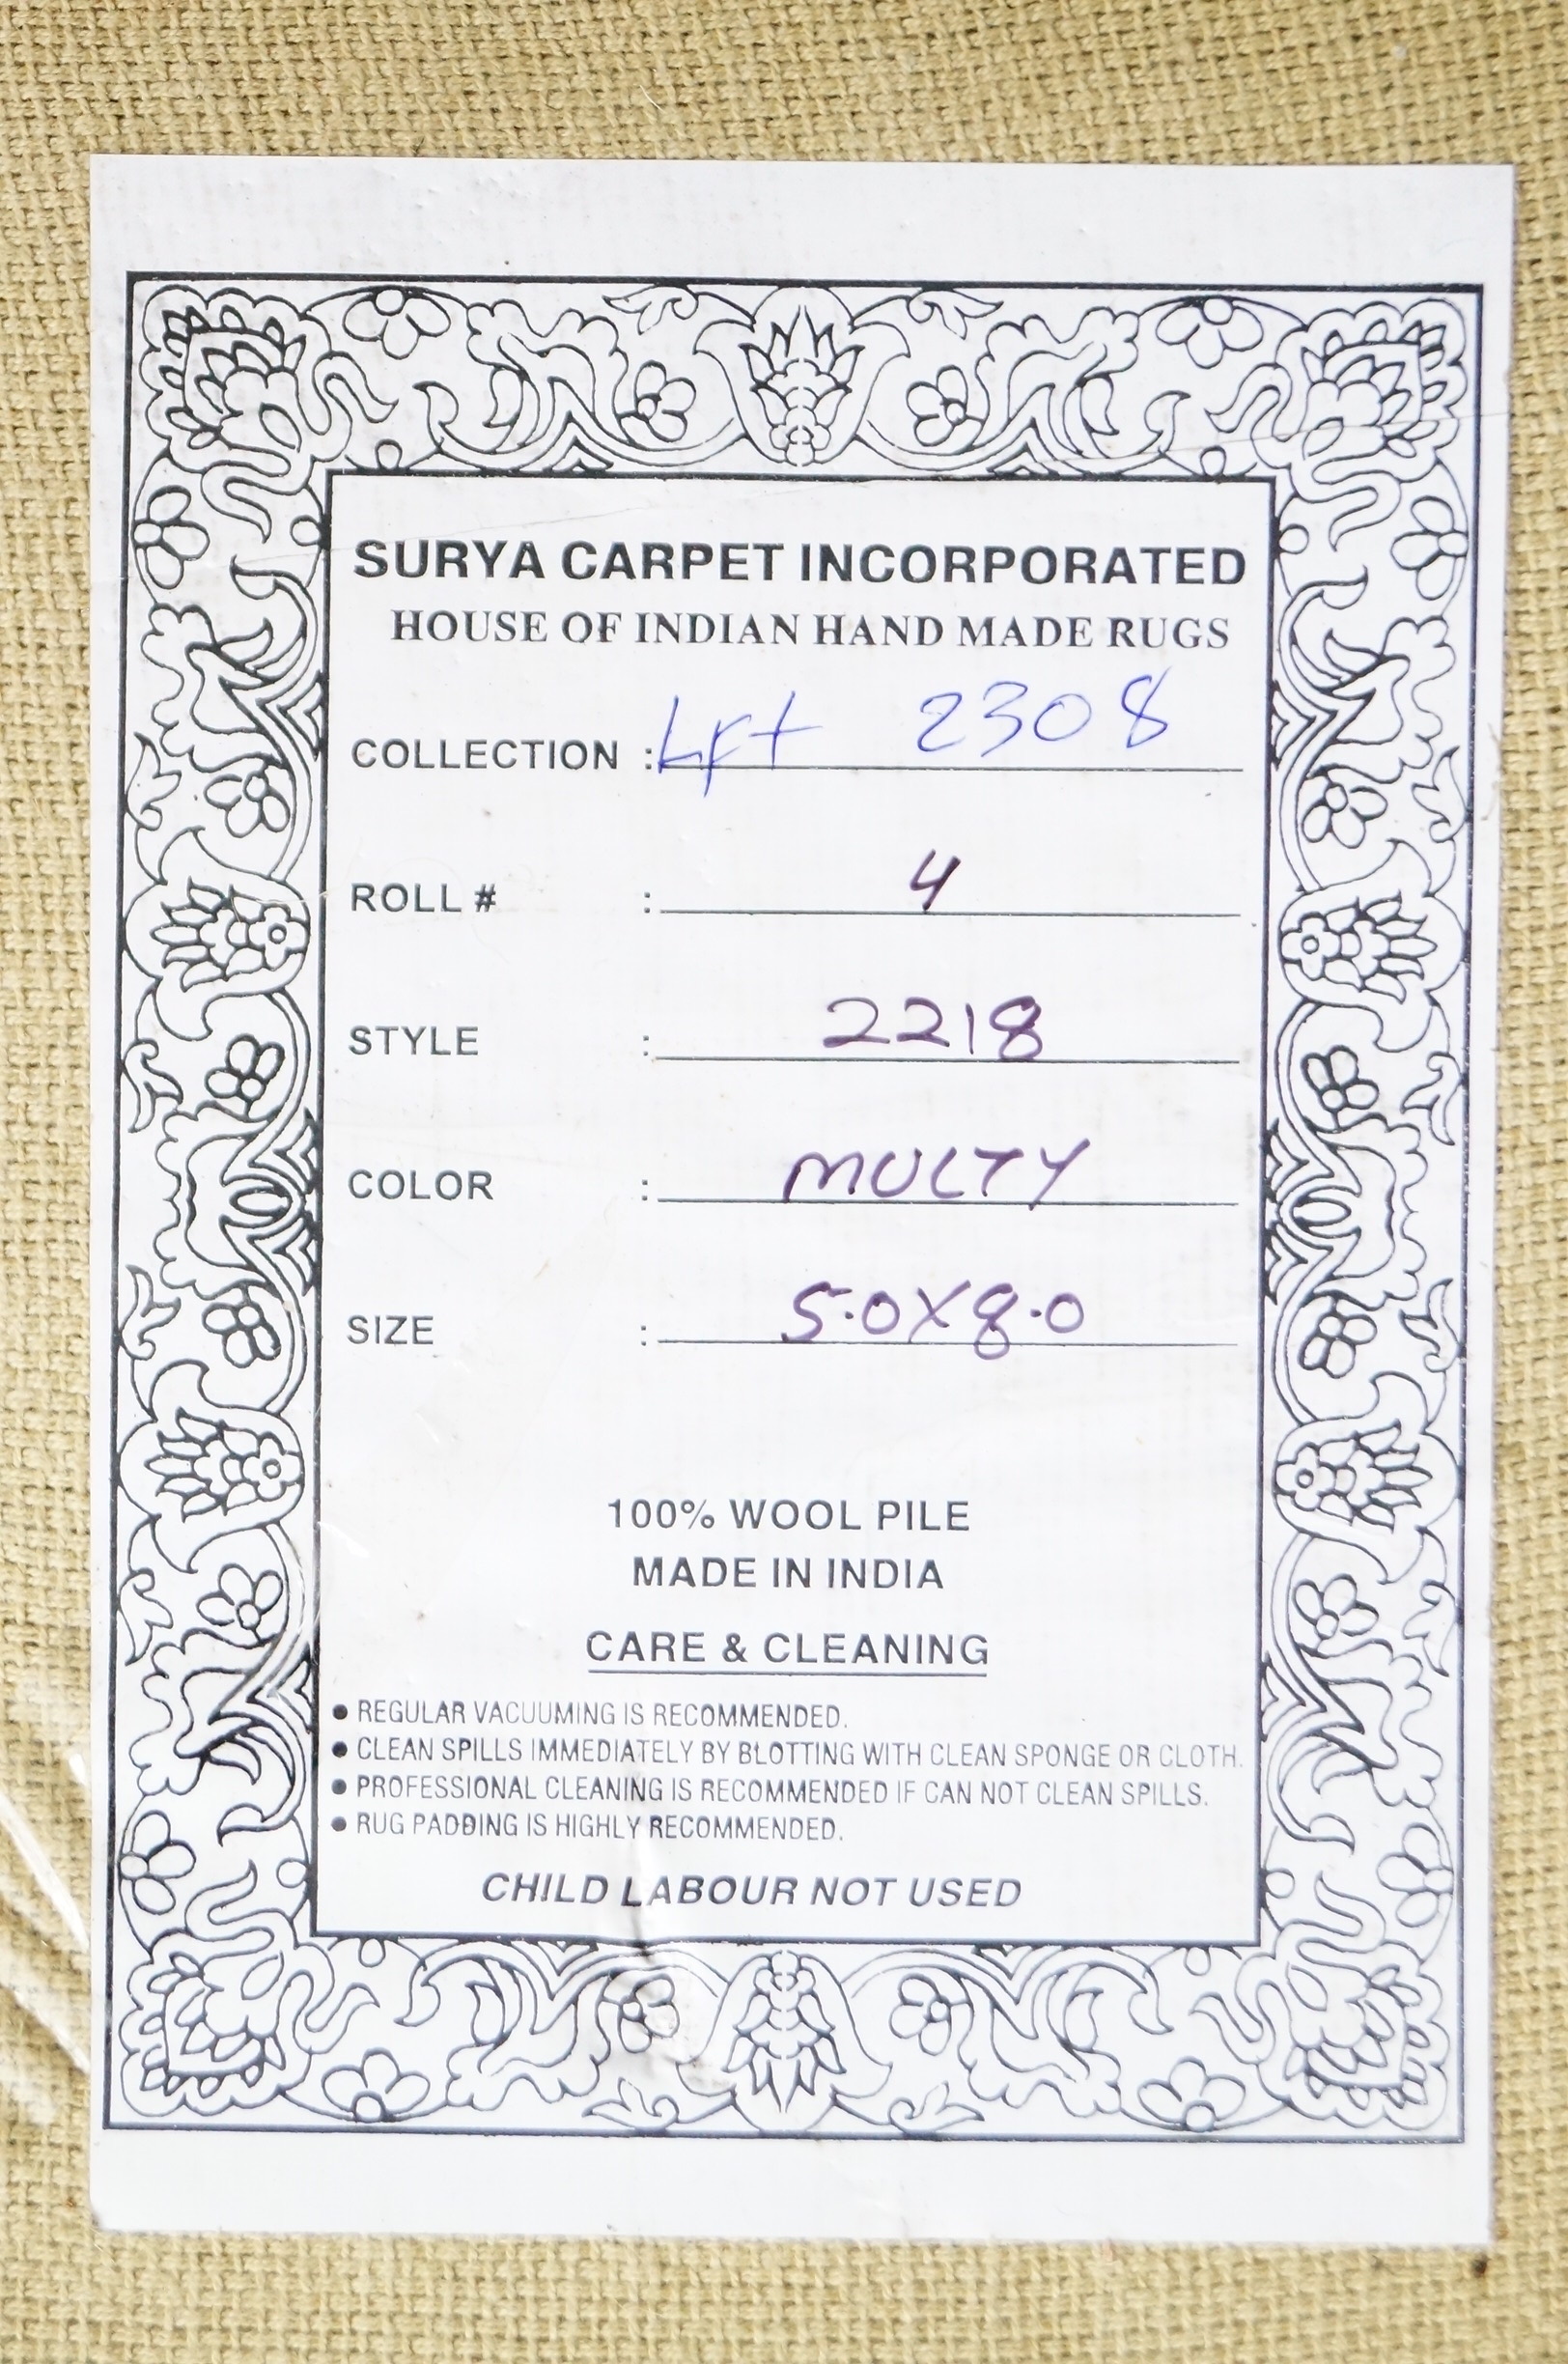 SURYA CARPET INCORPORATED
HOUSE OF INDIAN HAND MADE RUGS
COLLECTION : 2308
ROLL # : 4
STYLE : 2218
COLOR : MULTY
SIZE : 5.0X8.0
100% WOOL PILE
MADE IN INDIA
CARE & CLEANING
● REGULAR VACUUMING IS RECOMMENDED.
● CLEAN SPILLS IMMEDIATELY BY BLOTTING WITH CLEAN SPONGE OR CLOTH.
● PROFESSIONAL CLEANING IS RECOMMENDED IF CAN NOT CLEAN SPILLS.
● RUG PADDING IS HIGHLY RECOMMENDED.
CHILD LABOUR NOT USED